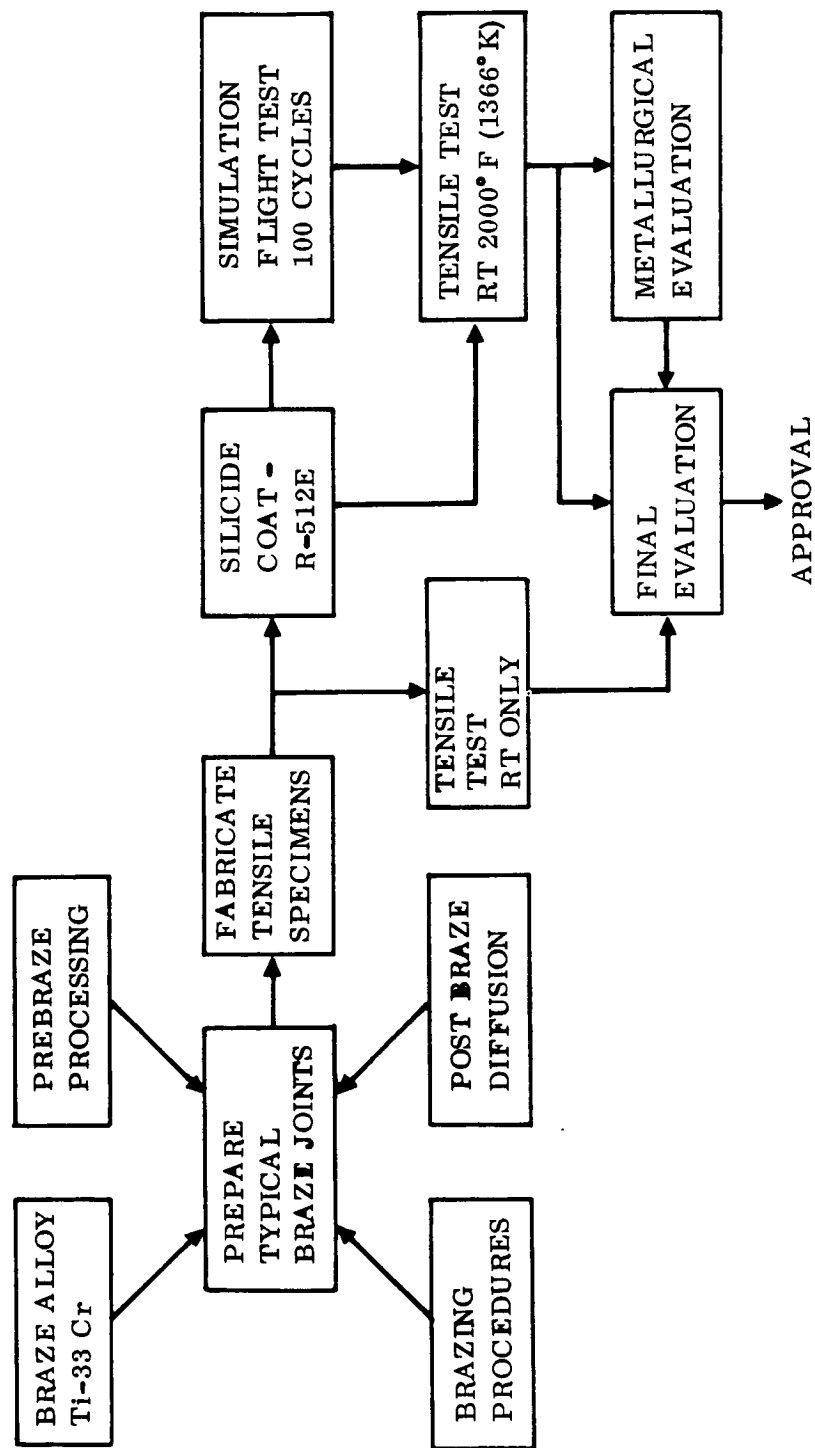 BRAZE ALLOY
Ti-33 Cr
PREBRAZE
PROCESSING
PREPARE
TYPICAL
BRAZE JOINTS
BRAZING
PROCEDURES
POST BRAZE
DIFFUSION
FABRICATE
TENSILE
SPECIMENS
TENSILE
TEST
RT ONLY
SILICIDE
COAT -
R-512E
SIMULATION
FLIGHT TEST
100 CYCLES
TENSILE TEST
RT 2000° F (1366° K)
METALLURGICAL
EVALUATION
FINAL
EVALUATION
APPROVAL